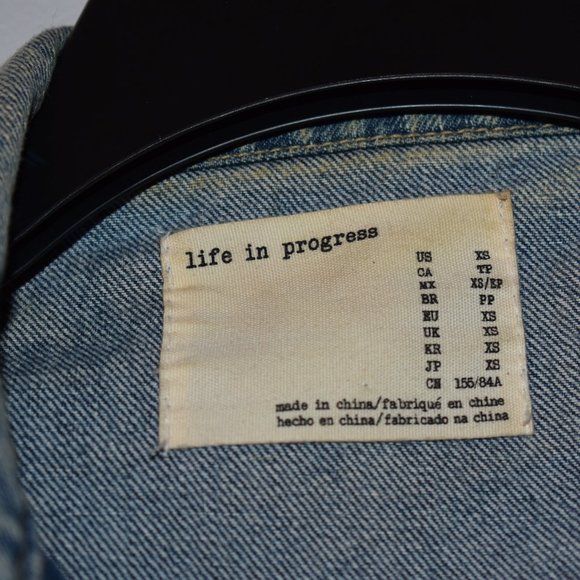 life in progress
US XS
CA TP
MX XS/EP
BR PP
EU XS
UK XS
KR XS
JP XS
CN 155/84A
made in china/fabriqué en chine
hecho en china/fabricado na china